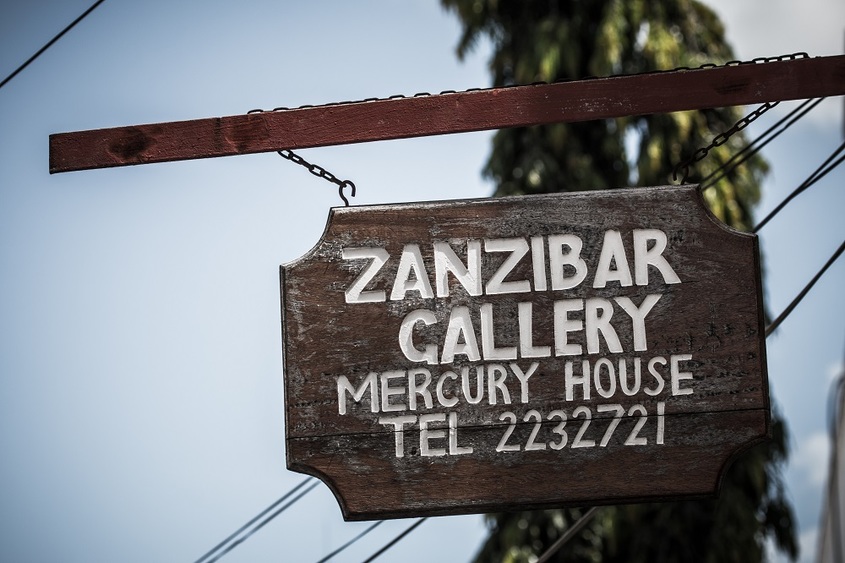 ZANZIBAR
GALLERY
MERCURY HOUSE
TEL 2232721